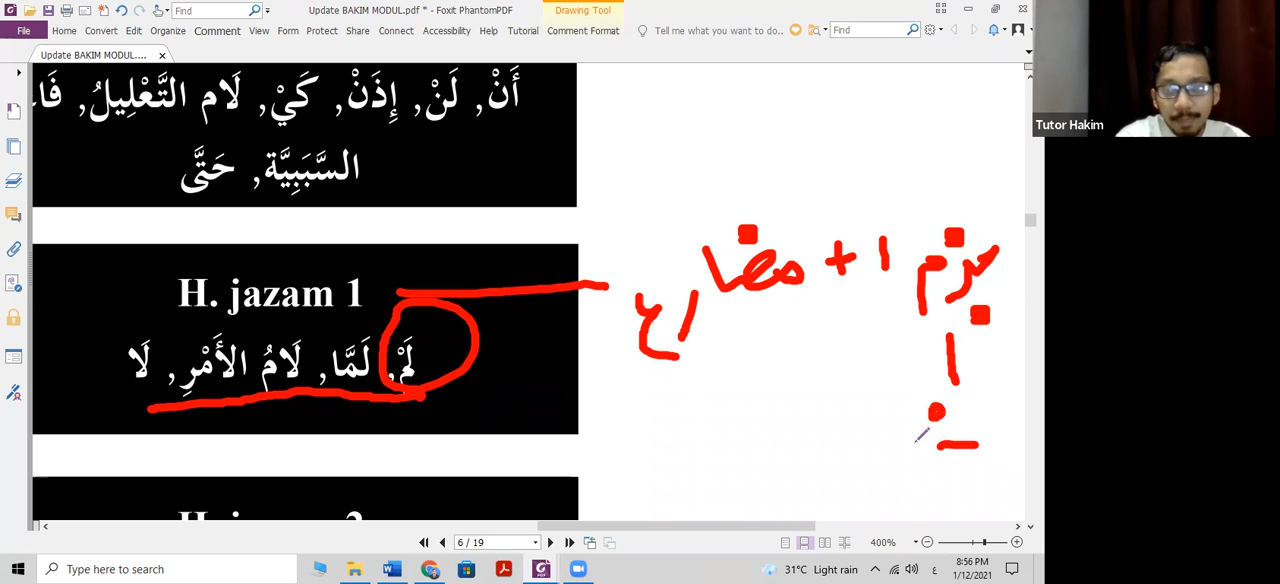 Find
Update BAKIM MODUL.pdf * - Foxit PhantomPDF
Drawing Tool
File Home Convert Edit Organize Comment View Form Protect Share Connect Accessibility Help Tutorial Comment Format Tell me what you want to do.. Find
Update BAKIM MODUL....
Tutor Hakim
أَنْ, لَنْ, إِذَنْ, كَيْ, لَام التَّعْلِيلُ, فَا
السَّبَبِيَّة, حَتَّى
H. jazam 1
لَمْ, لَمَّا, لَامُ الأَمْرِ, لَا
جزم ١ + مضارع
6 / 19
400%
Type here to search
31°C Light rain
8:56 PM
1/12/2021